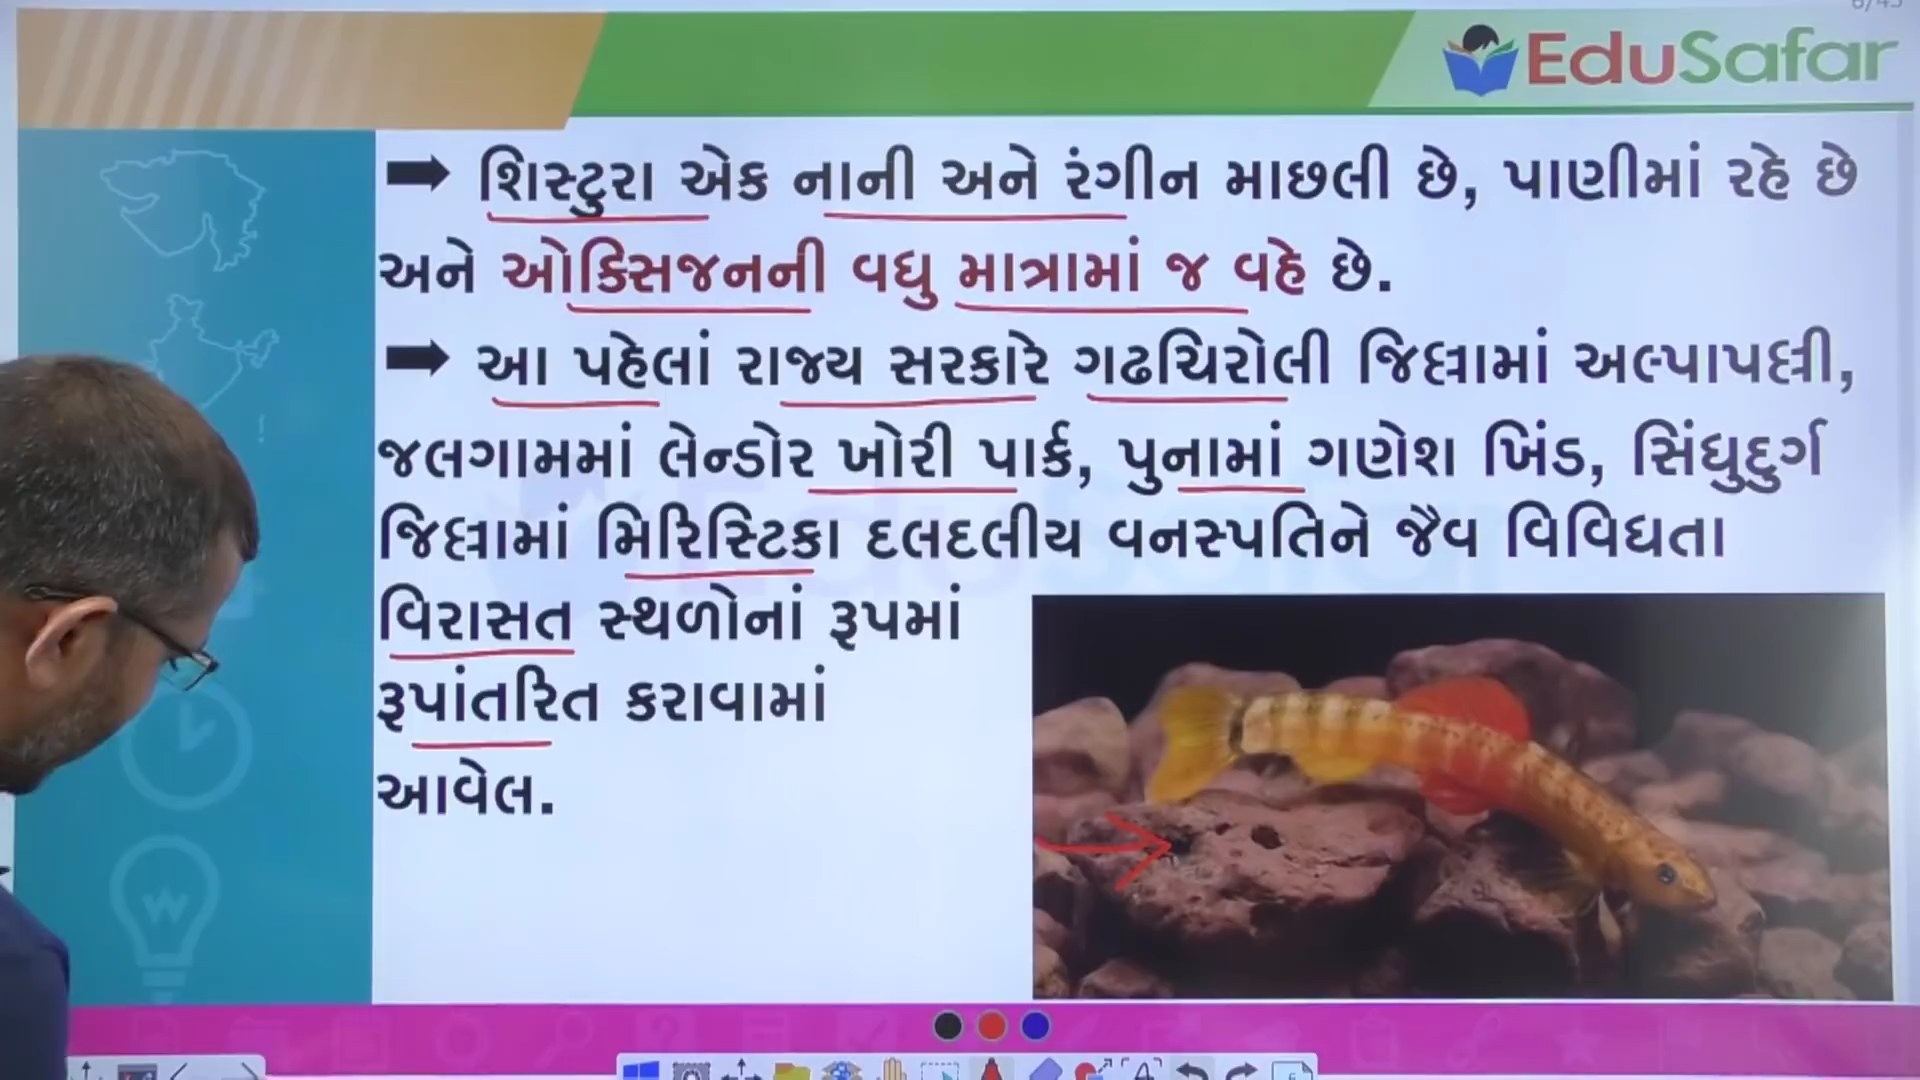 EduSafar
➡ શિસ્ટુરા એક નાની અને રંગીન માછલી છે, પાણીમાં રહે છે
અને ઓક્સિજનની વધુ માત્રામાં જ વહે છે.
➡ આ પહેલાં રાજ્ય સરકારે ગઢચિરોલી જિલ્લામાં અલ્પાપલ્લી,
જલગામમાં લેન્ડોર ખોરી પાર્ક, પુનામાં ગણેશ ખિંડ, સિંધુદુર્ગ
જિલ્લામાં મિરિસ્ટિકા દલદલીય વનસ્પતિને જૈવ વિવિધતા
વિરાસત સ્થળોનાં રૂપમાં
રૂપાંતરિત કરાવામાં
આવેલ.